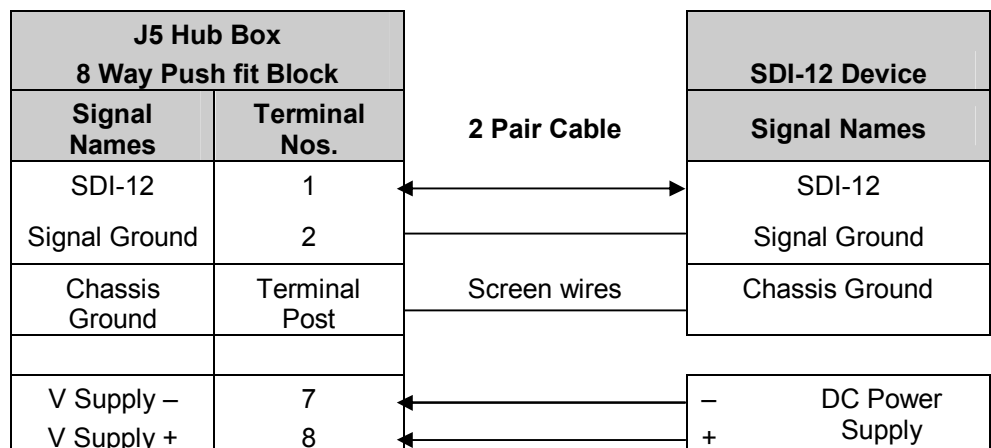 J5 Hub Box
8 Way Push fit Block
SDI-12 Device
Signal
Names
Terminal
Nos.
2 Pair Cable
Signal Names
SDI-12
1
SDI-12
Signal Ground
2
Signal Ground
Chassis
Ground
Terminal
Post
Screen wires
Chassis Ground
V Supply –
7
–
DC Power
Supply
V Supply +
8
+